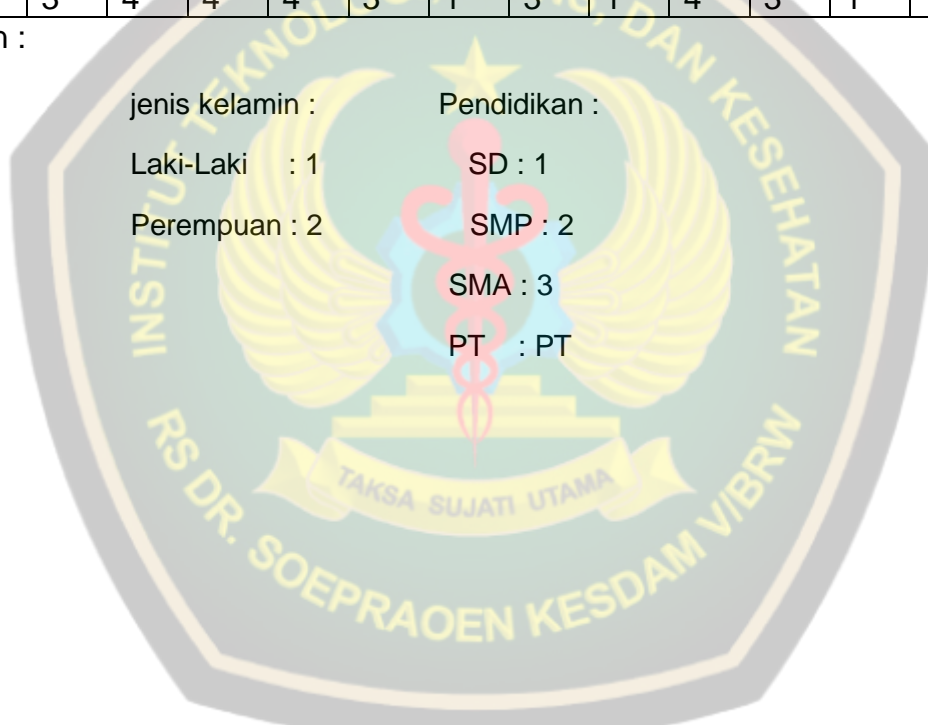 3 4 4 4 3 1 3 1 4 3 1
n :
jenis kelamin : Pendidikan :
Laki-Laki : 1 SD : 1
Perempuan : 2 SMP : 2
SMA : 3
PT : PT
DAN KESEHATAN
INSTITUT TEKNOLOGI
TAKSA SUJATI UTAMA
RS DR. SOEPRAOEN KESDAM V/BRW